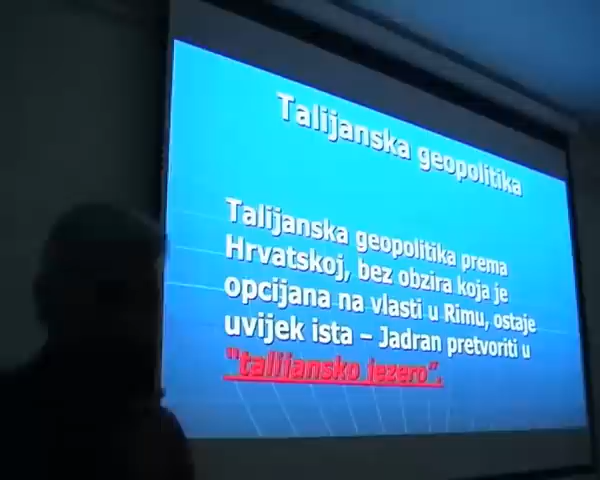 Talijanska geopolitika
Talijanska geopolitika prema
Hrvatskoj, bez obzira koja je
opcijana na vlasti u Rimu, ostaje
uvijek ista – Jadran pretvoriti u
"talijansko jezero".